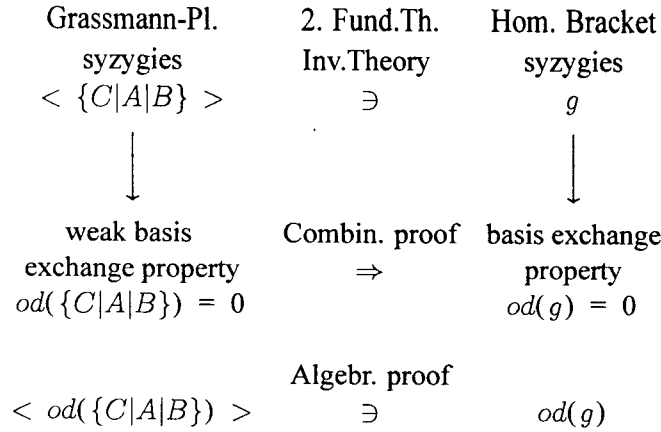 Grassmann-Pl. 2. Fund.Th. Hom. Bracket
syzygies Inv.Theory syzygies
< {C|A|B} > ∋ g
weak basis Combin. proof basis exchange
exchange property ⇒ property
od({C|A|B}) = 0 od(g) = 0
Algebr. proof
< od({C|A|B}) > ∋ od(g)